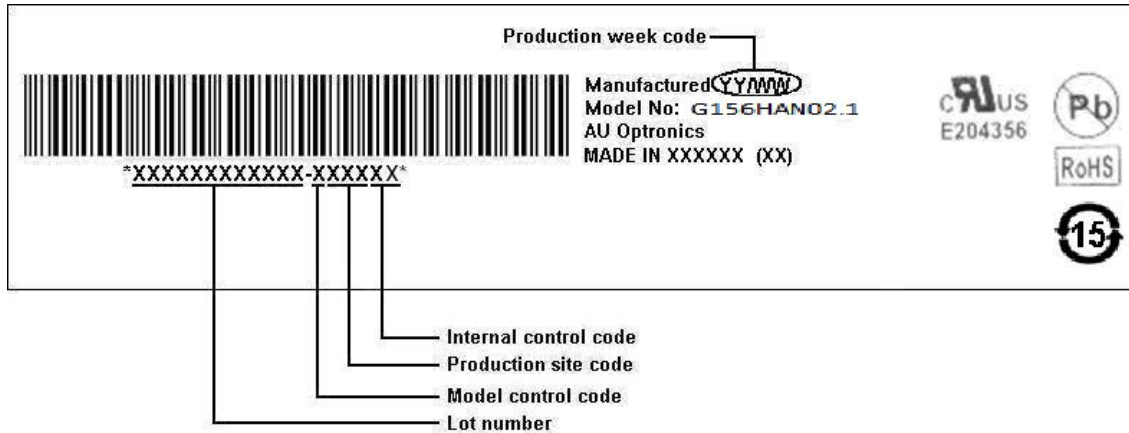 Production week code
Manufactured YY/WW
Model No: G156HAN02.1
AU Optronics
MADE IN XXXXXX (XX)
*XXXXXXXXXXXX-XXXXXX*
c RU US
E204356
Pb
RoHS
15
Internal control code
Production site code
Model control code
Lot number